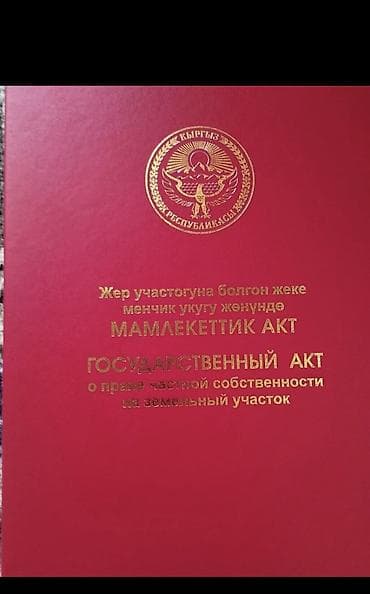 КЫРГЫЗ
РЕСПУБЛИКАСЫ
Жер участогуна болгон жеке
менчик укугу жөнүндө
МАМЛЕКЕТТИК АКТ
ГОСУДАРСТВЕННЫЙ АКТ
о праве частной собственности
на земельный участок